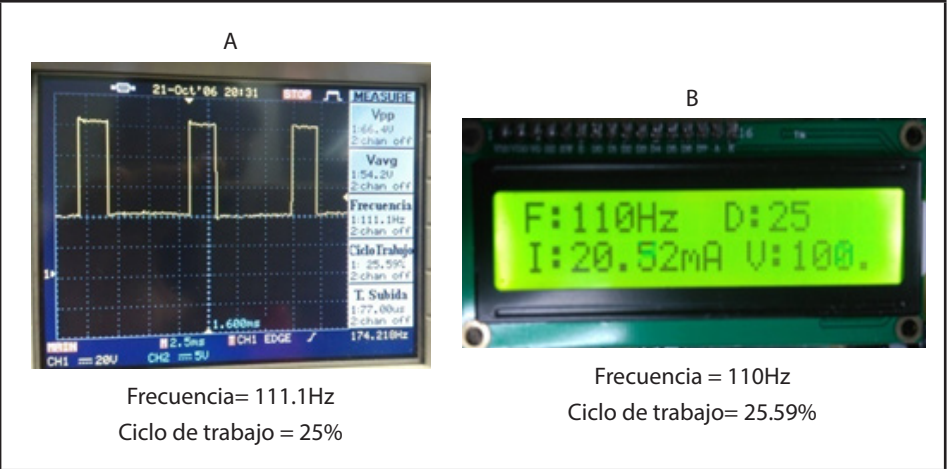 A
21-Oct'06 20:31 STOP MEASURE
Vpp
1:66.4V
2:chan off
Vavg
1:54.2V
2:chan off
Frecuencia
1:111.1Hz
2:chan off
CicloTrabajo
1: 25.59%
2:chan off
T. Subida
1:77.00us
2:chan off
1
1.600ms
MAIN M 2.5ms CH1 EDGE 174.218Hz
CH1 20V CH2 5V
Frecuencia= 111.1Hz
Ciclo de trabajo = 25%
B
16
F:110Hz D:25
I:20.52mA V:100.
Frecuencia = 110Hz
Ciclo de trabajo= 25.59%